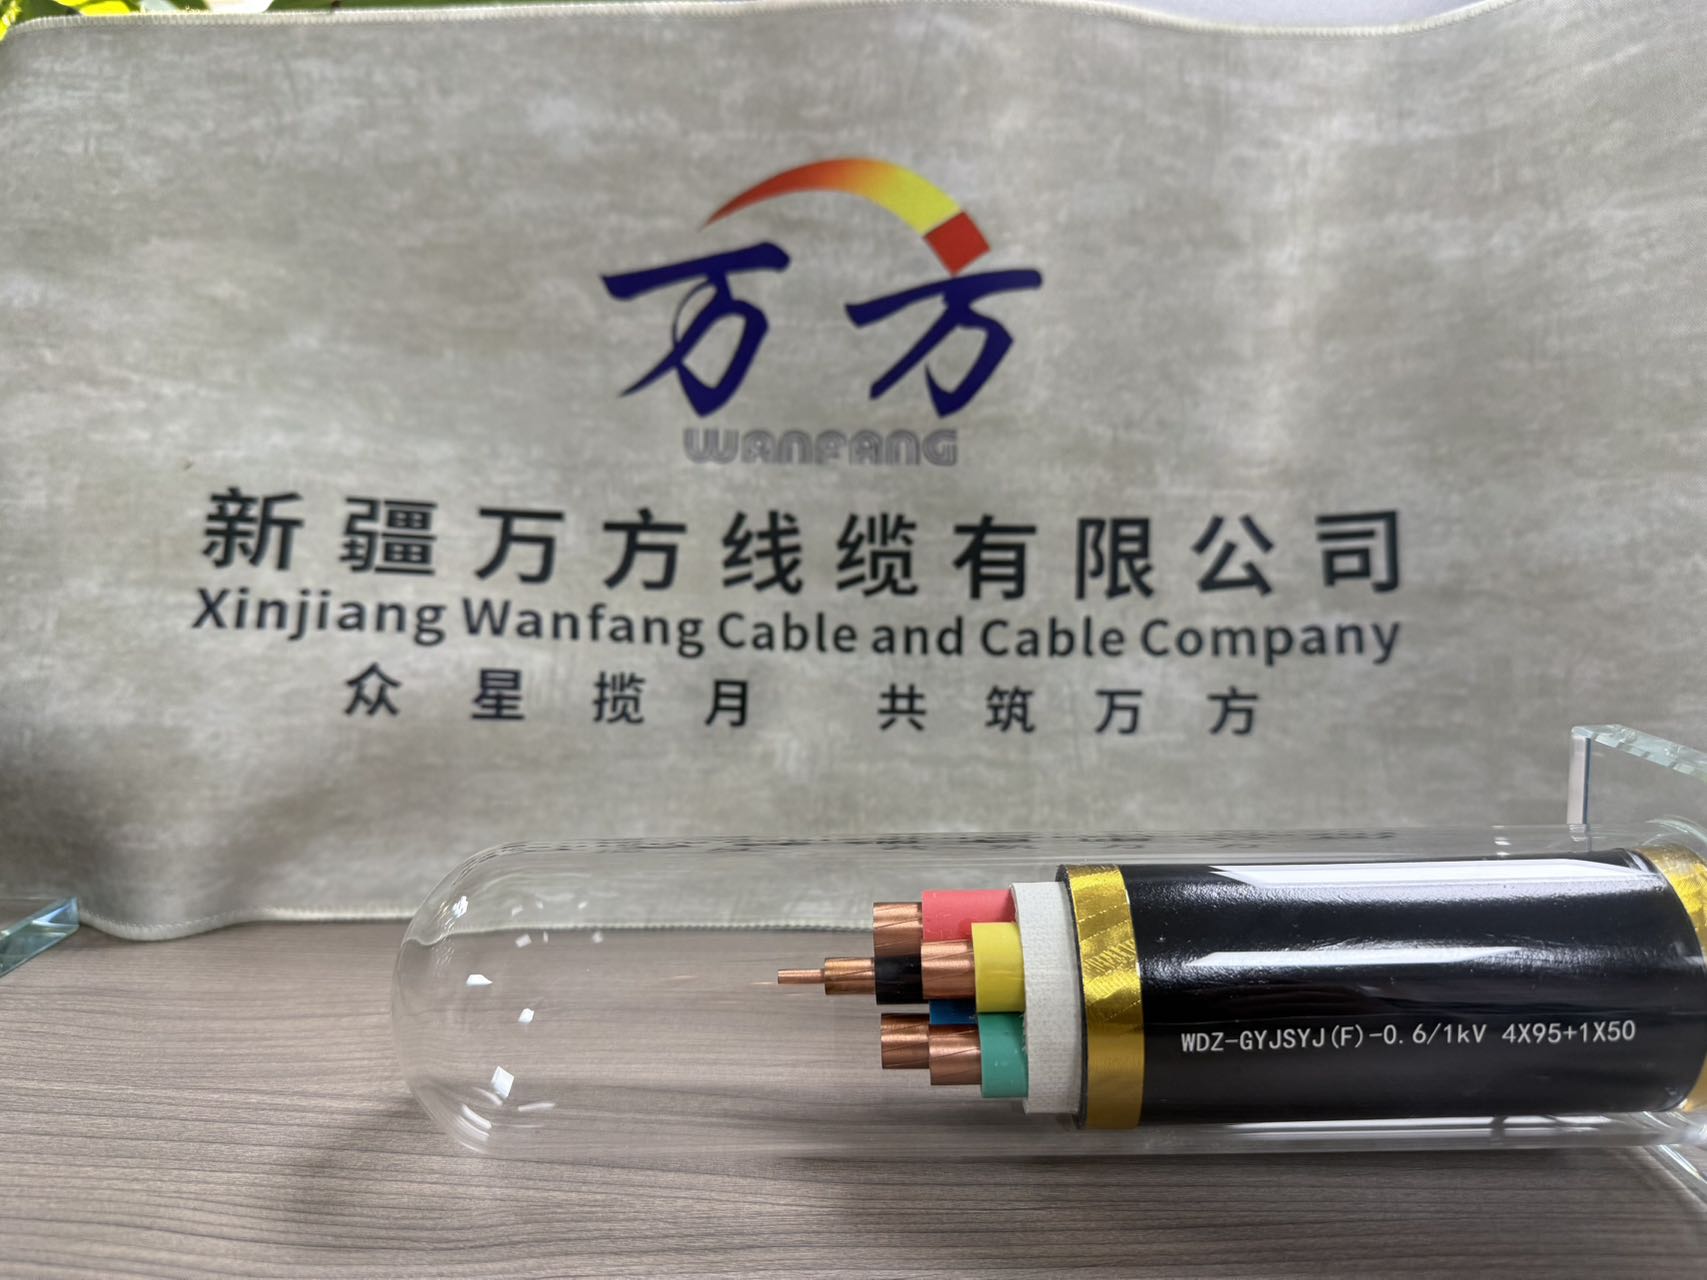 万方
WANFANG
新疆万方线缆有限公司
Xinjiang Wanfang Cable and Cable Company
众星揽月 共筑万方
WDZ-GYJSYJ(F)-0.6/1kV 4X95+1X50